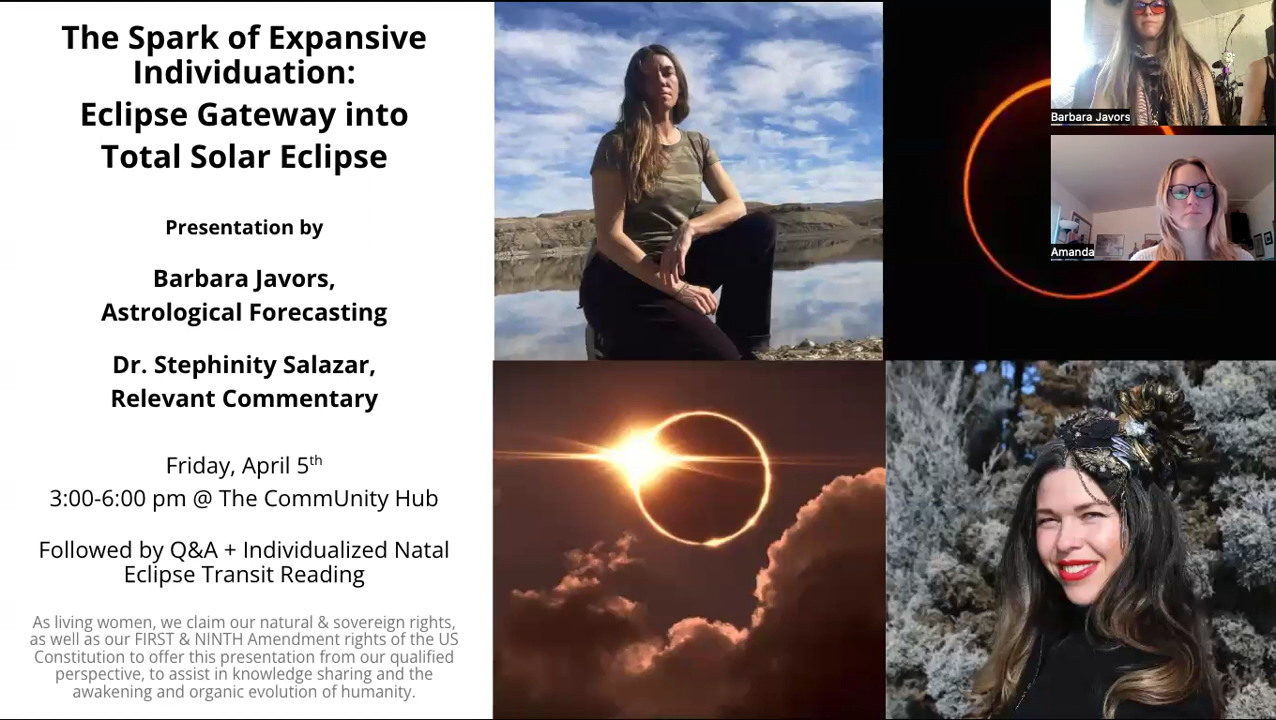 The Spark of Expansive
Individuation:
Eclipse Gateway into
Total Solar Eclipse
Presentation by
Barbara Javors,
Astrological Forecasting
Dr. Stephinity Salazar,
Relevant Commentary
Friday, April 5th
3:00-6:00 pm @ The CommUnity Hub
Followed by Q&A + Individualized Natal
Eclipse Transit Reading
As living women, we claim our natural & sovereign rights,
as well as our FIRST & NINTH Amendment rights of the US
Constitution to offer this presentation from our qualified
perspective, to assist in knowledge sharing and the
awakening and organic evolution of humanity.
Barbara Javors
Amanda